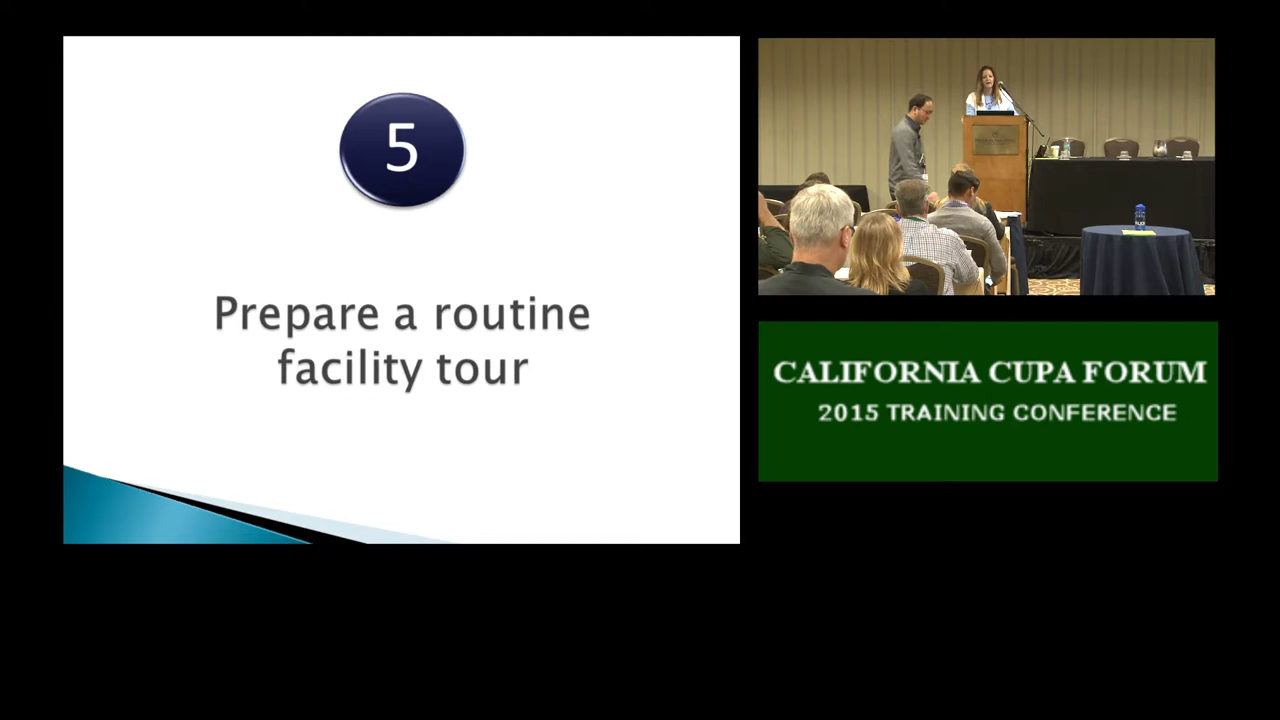 5
Prepare a routine
facility tour
CALIFORNIA CUPA FORUM
2015 TRAINING CONFERENCE